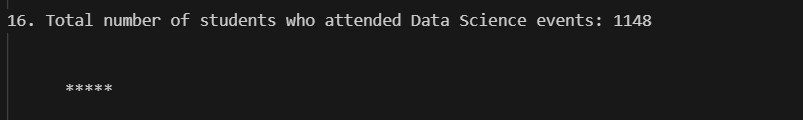 16. Total number of students who attended Data Science events: 1148
*****